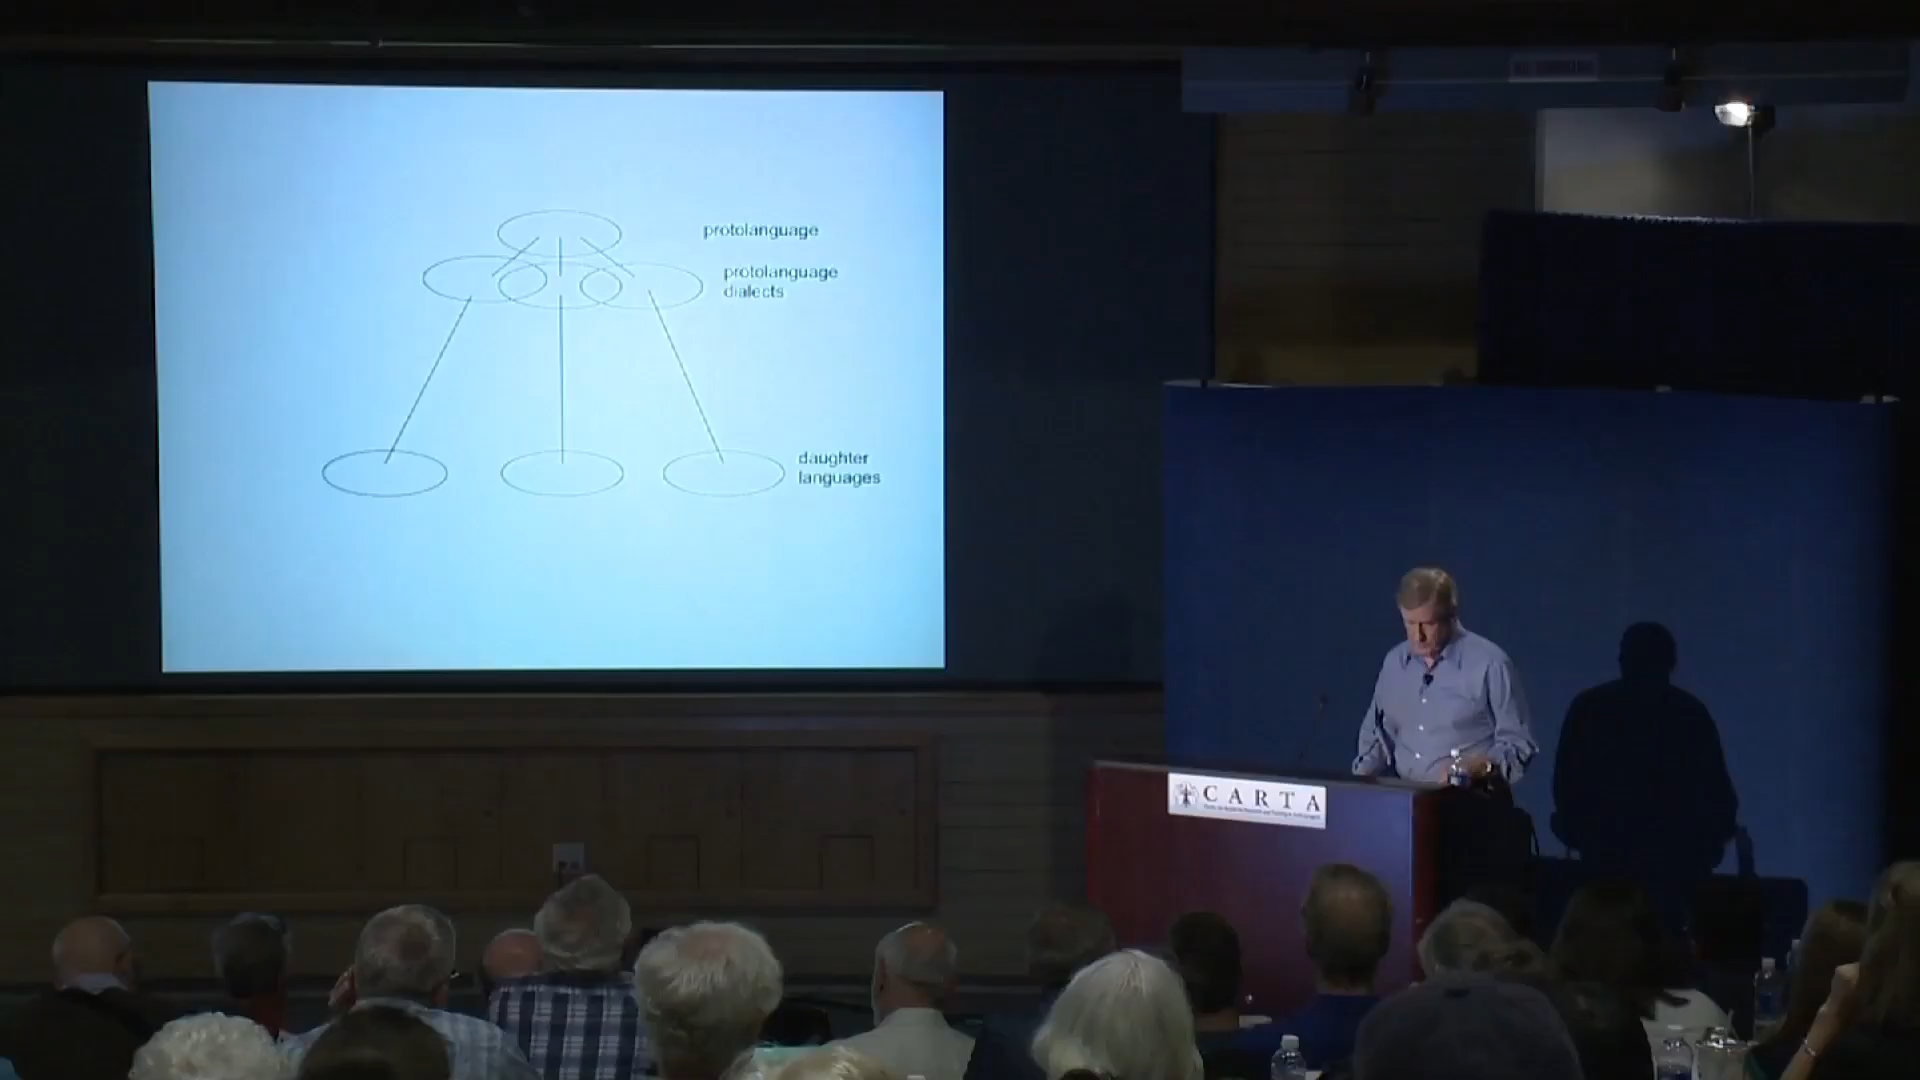 protolanguage
protolanguage
dialects
daughter
languages
CARTA